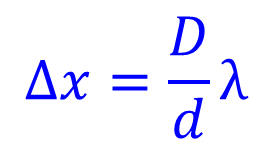 Δx = D/d λ